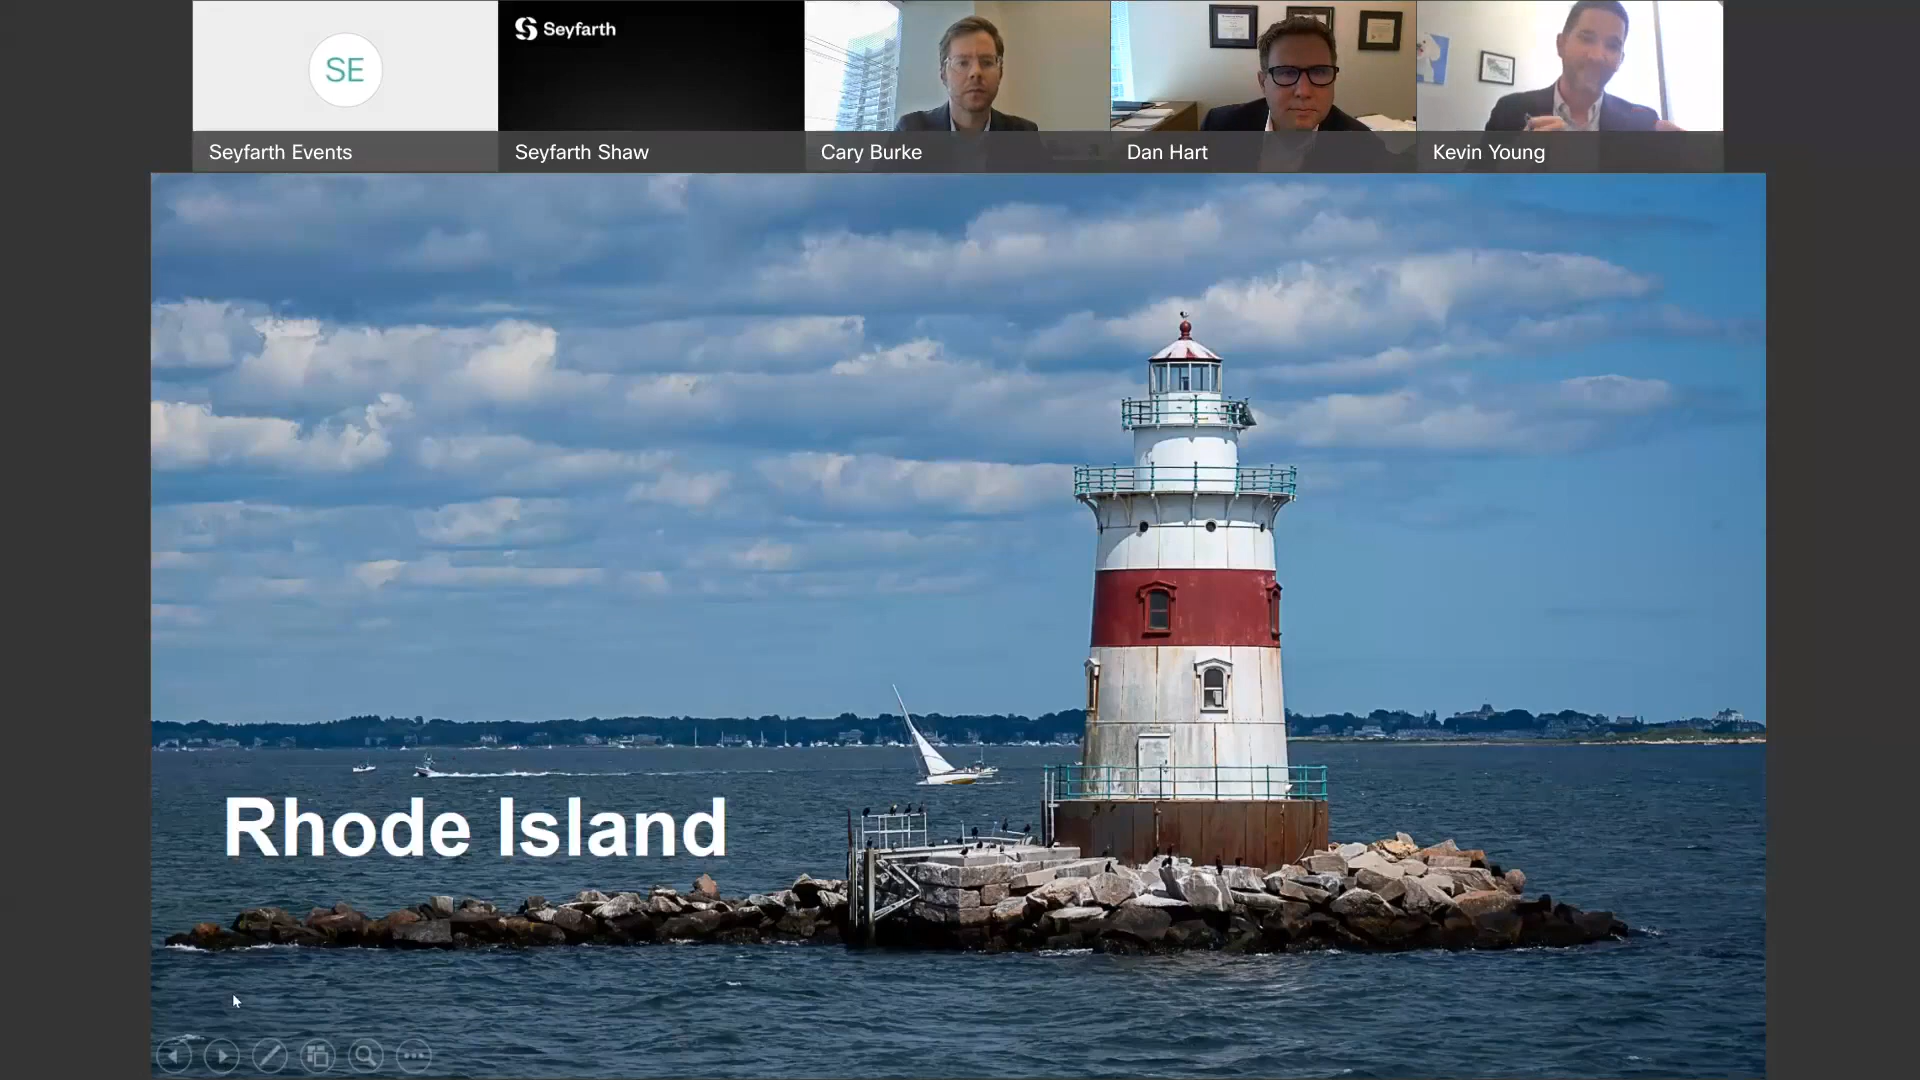 SE
Seyfarth
Seyfarth Events
Seyfarth Shaw
Cary Burke
Dan Hart
Kevin Young
Rhode Island